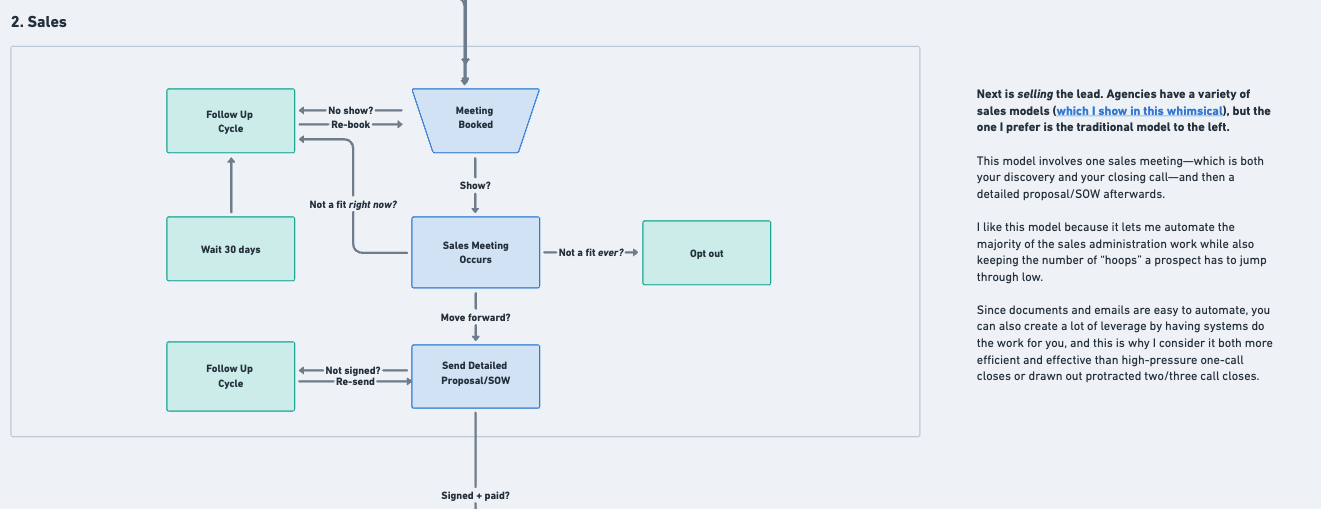 2. Sales
Follow Up
Cycle
No show?
Re-book
Meeting
Booked
Show?
Not a fit right now?
Wait 30 days
Sales Meeting
Occurs
Not a fit ever?
Opt out
Move forward?
Follow Up
Cycle
Not signed?
Re-send
Send Detailed
Proposal/SOW
Signed + paid?
Next is selling the lead. Agencies have a variety of
sales models (which I show in this whimsical), but the
one I prefer is the traditional model to the left.
This model involves one sales meeting—which is both
your discovery and your closing call—and then a
detailed proposal/SOW afterwards.
I like this model because it lets me automate the
majority of the sales administration work while also
keeping the number of “hoops” a prospect has to jump
through low.
Since documents and emails are easy to automate, you
can also create a lot of leverage by having systems do
the work for you, and this is why I consider it both more
efficient and effective than high-pressure one-call
closes or drawn out protracted two/three call closes.